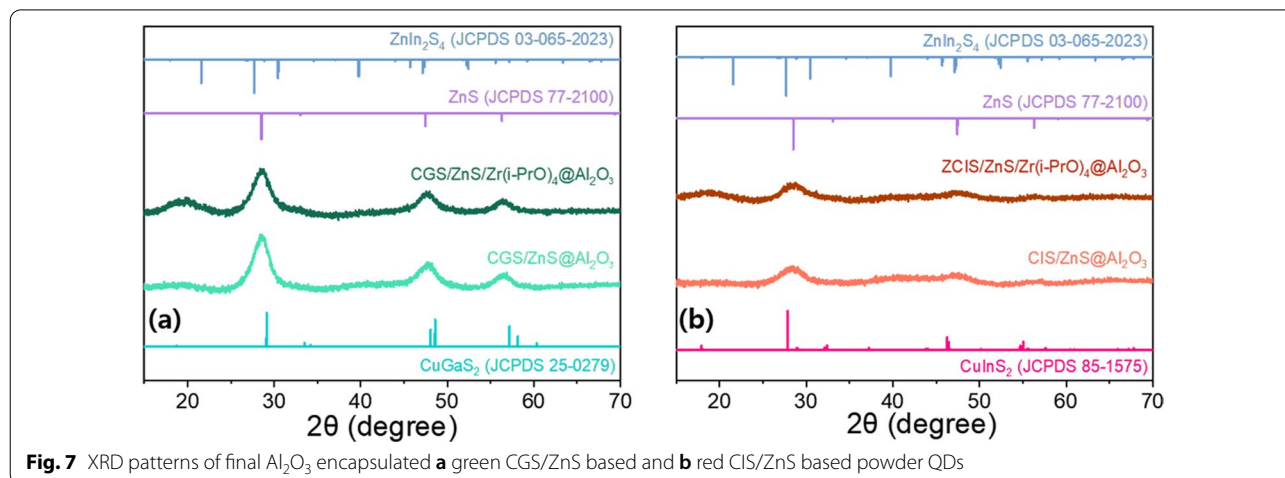 ZnIn₂S₄ (JCPDS 03-065-2023)
ZnS (JCPDS 77-2100)
CGS/ZnS/Zr(i-PrO)₄@Al₂O₃
CGS/ZnS@Al₂O₃
(a)
CuGaS₂ (JCPDS 25-0279)
20 30 40 50 60 70
2θ (degree)
ZnIn₂S₄ (JCPDS 03-065-2023)
ZnS (JCPDS 77-2100)
ZCIS/ZnS/Zr(i-PrO)₄@Al₂O₃
CIS/ZnS@Al₂O₃
(b)
CuInS₂ (JCPDS 85-1575)
20 30 40 50 60 70
2θ (degree)
Fig. 7 XRD patterns of final Al₂O₃ encapsulated a green CGS/ZnS based and b red CIS/ZnS based powder QDs